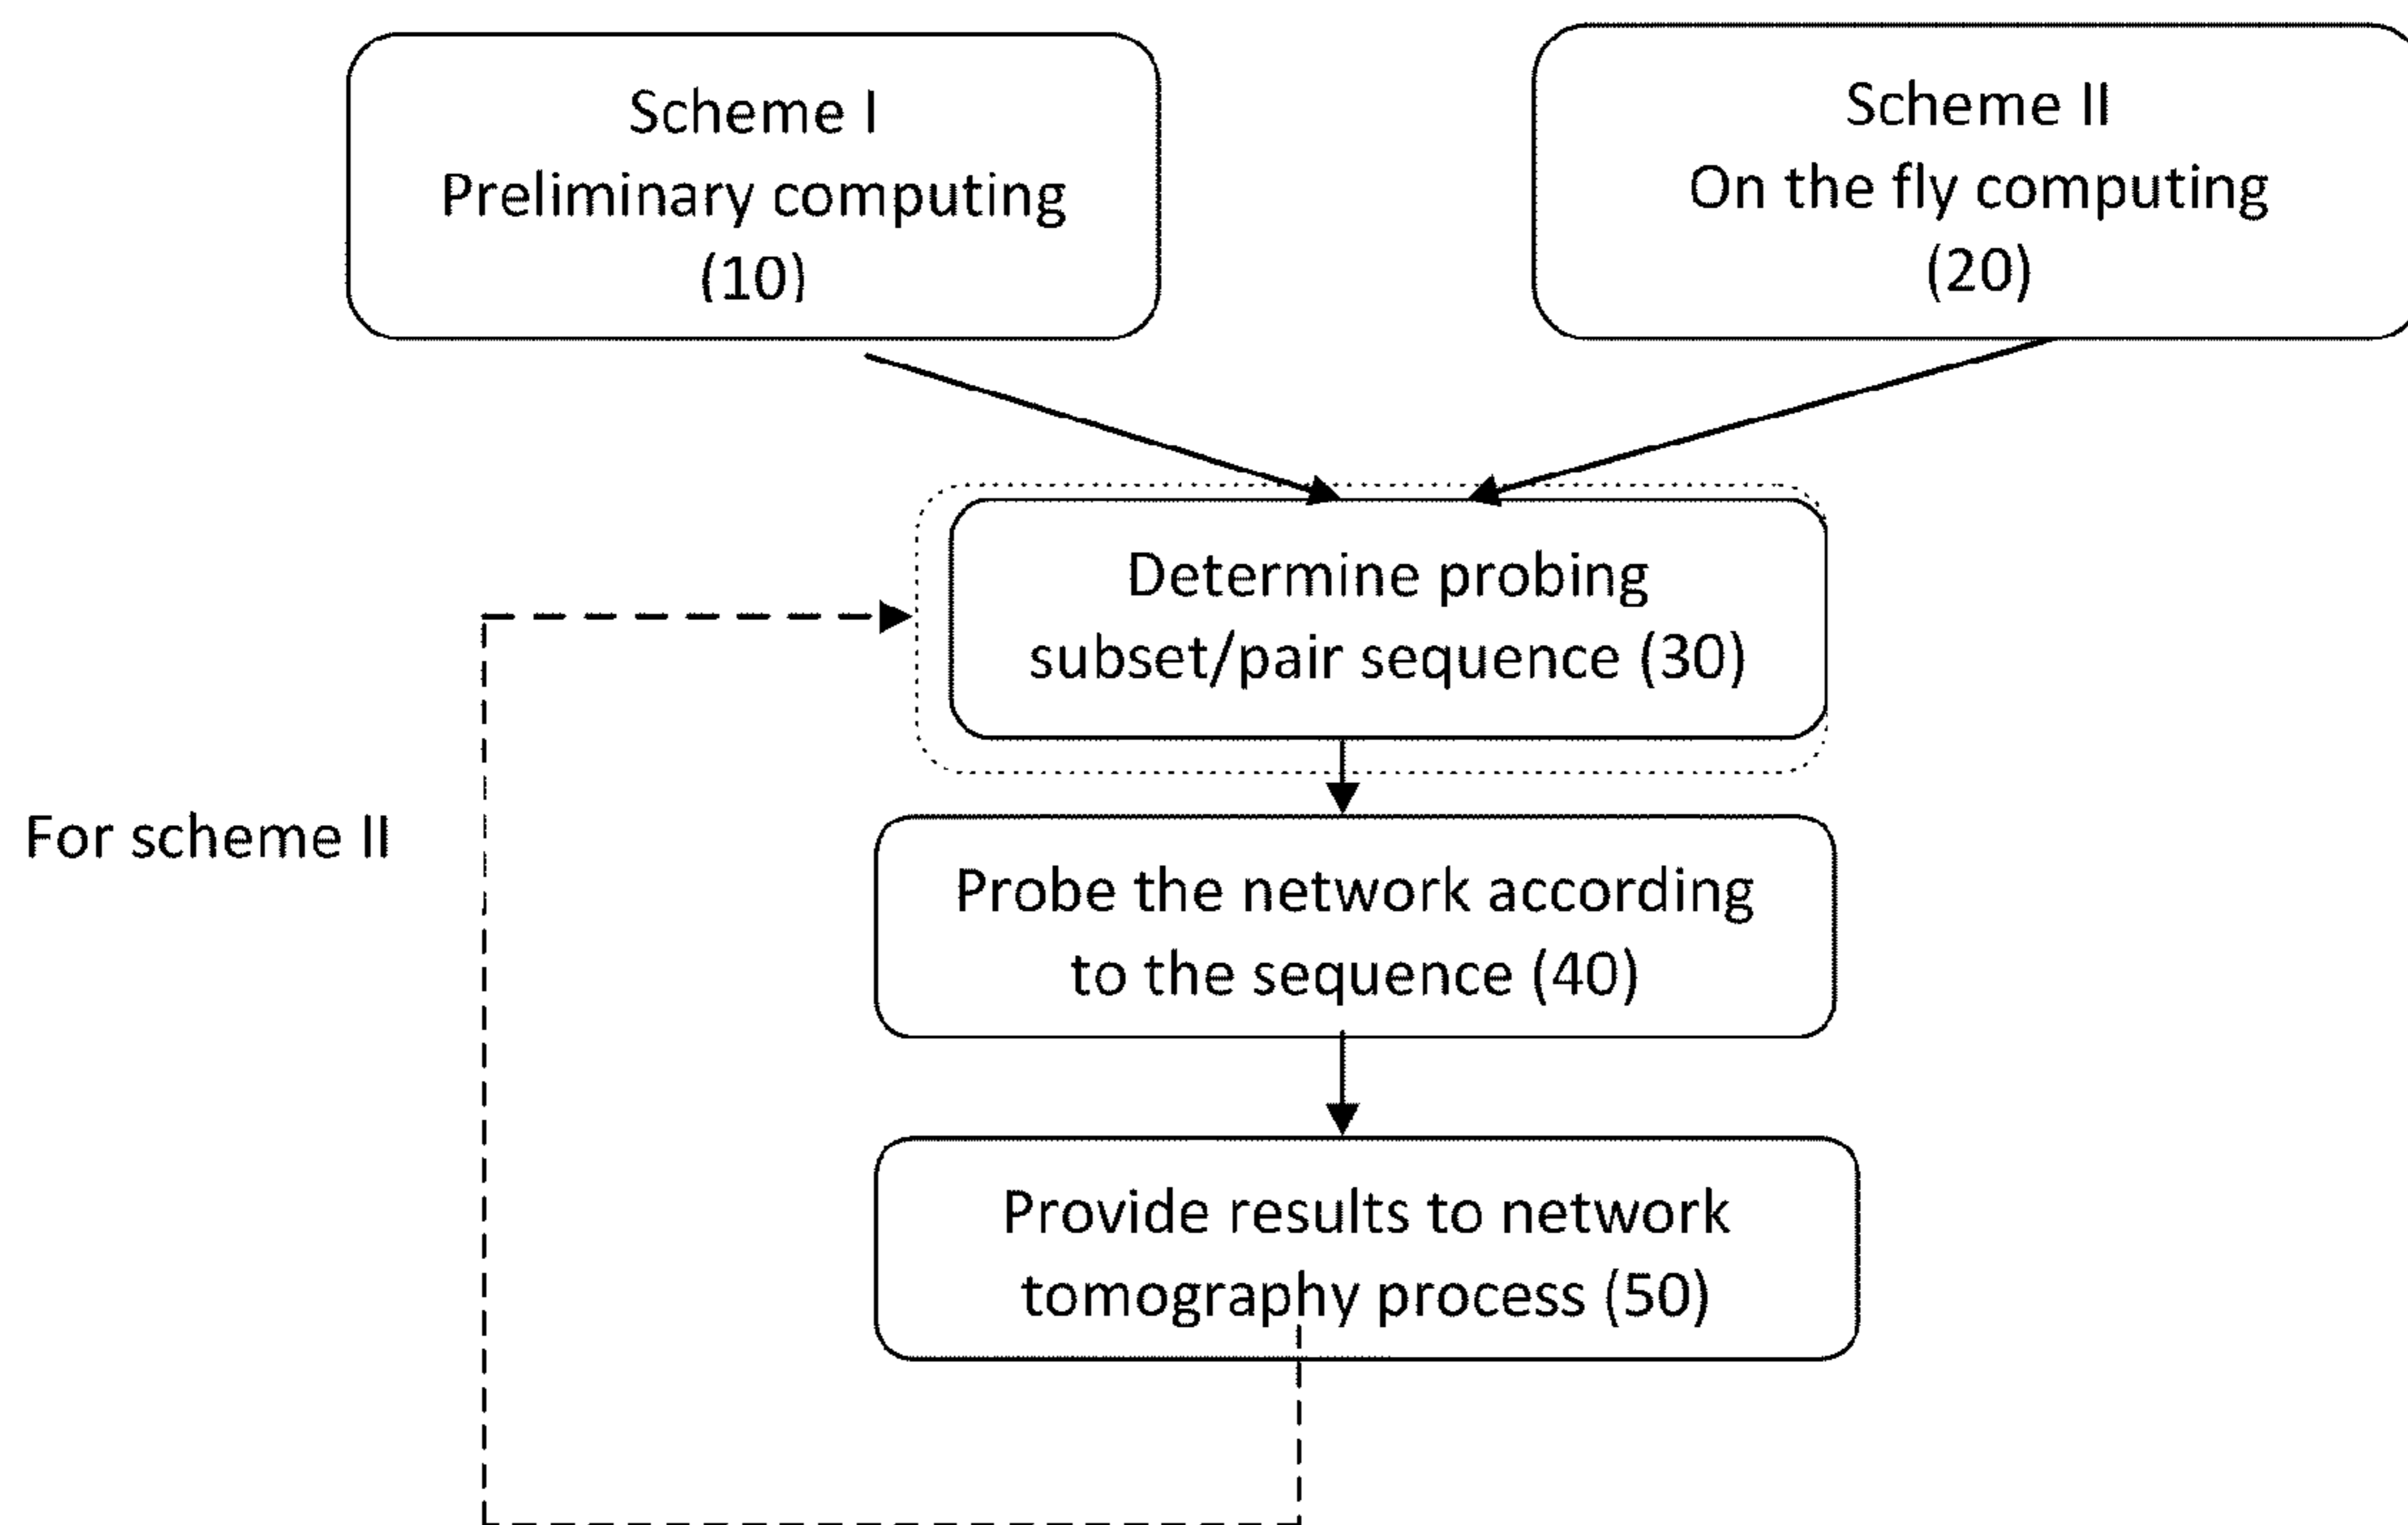 Scheme I
Preliminary computing
(10)
Scheme II
On the fly computing
(20)
Determine probing
subset/pair sequence (30)
For scheme II
Probe the network according
to the sequence (40)
Provide results to network
tomography process (50)